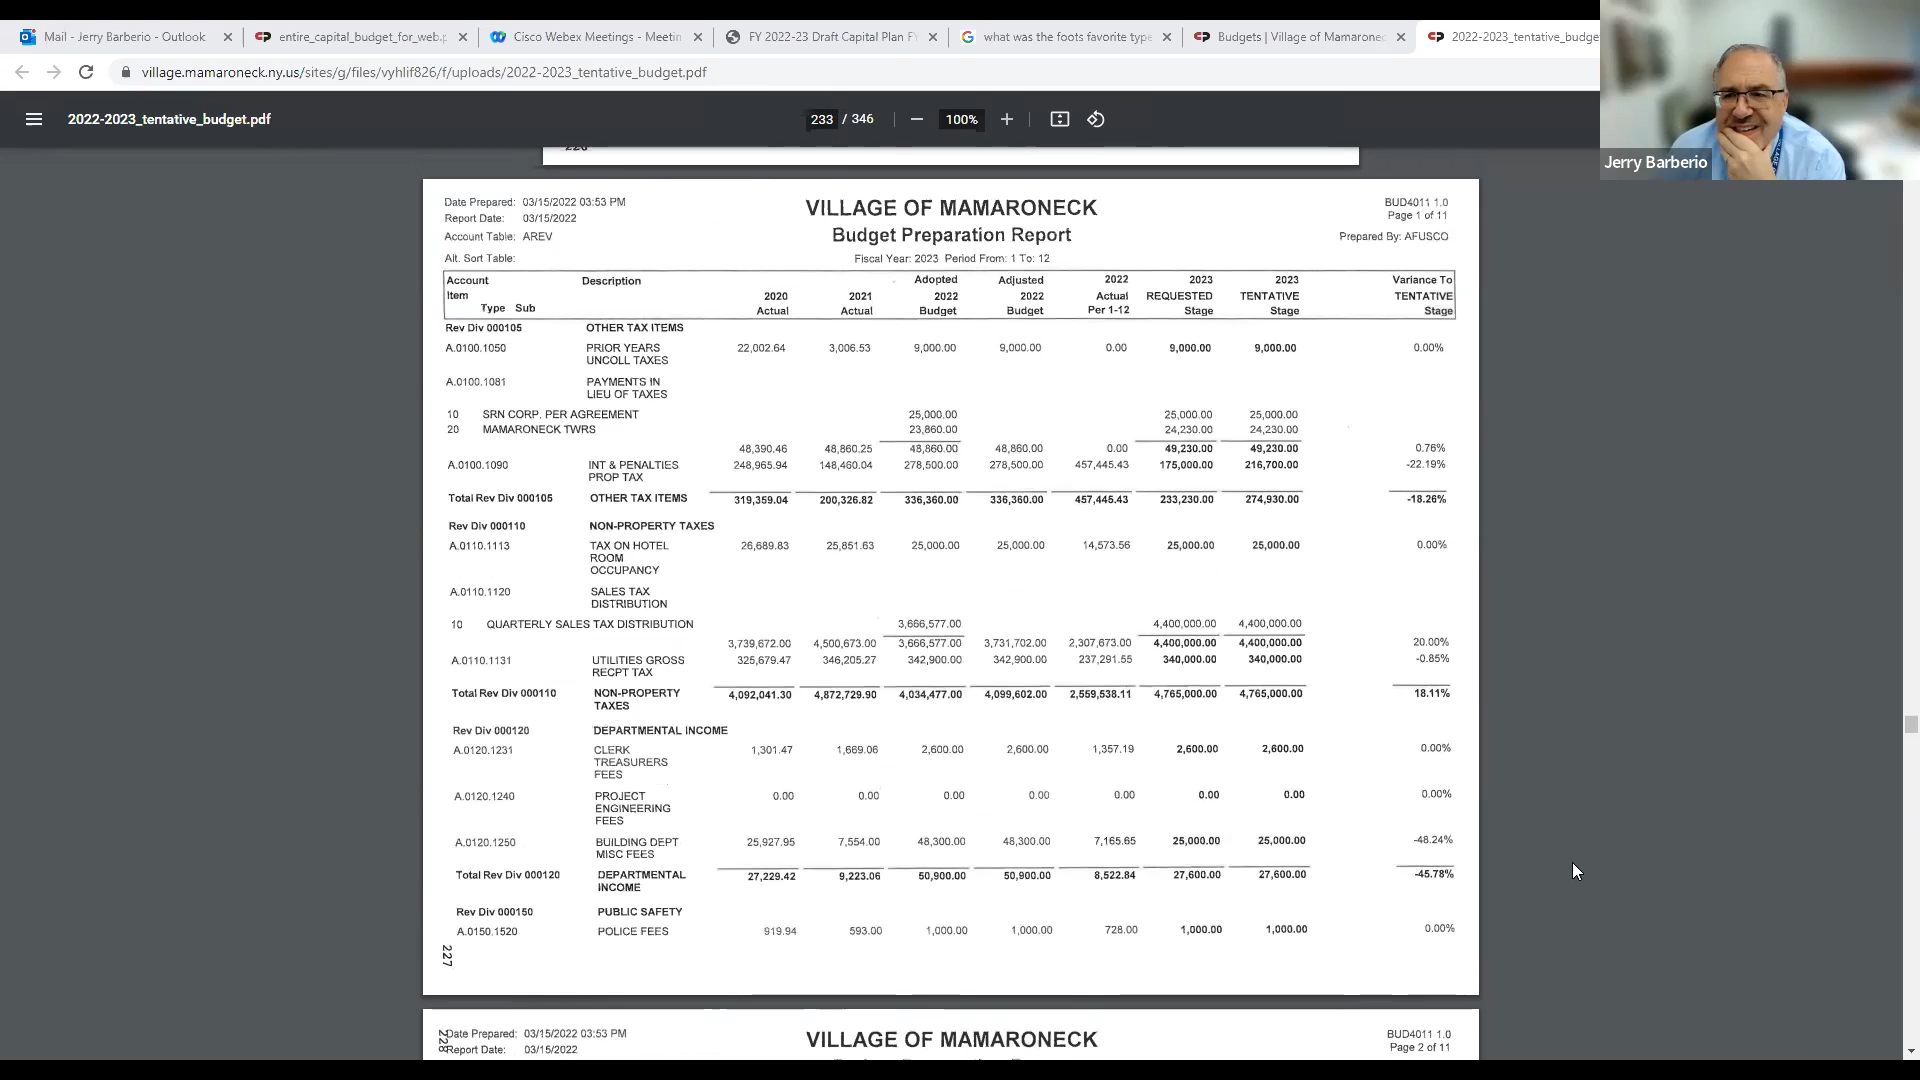 Mail - Jerry Barberio - Outlook
entire_capital_budget_for_web.p
Cisco Webex Meetings - Meetin
FY 2022-23 Draft Capital Plan F
what was the foots favorite type
Budgets | Village of Mamaronec
2022-2023_tentative_budge
village.mamaroneck.ny.us/sites/g/files/vyhlif826/f/uploads/2022-2023_tentative_budget.pdf
2022-2023_tentative_budget.pdf
233 / 346
100%
Jerry Barberio
226
Date Prepared: 03/15/2022 03:53 PM
VILLAGE OF MAMARONECK
BUD4011 1.0
Report Date: 03/15/2022
Page 1 of 11
Account Table: AREV
Budget Preparation Report
Prepared By: AFUSCO
Alt. Sort Table:
Fiscal Year: 2023 Period From: 1 To: 12
Account Description Adopted Adjusted 2022 2023 2023 Variance To
Item 2020 2021 2022 2022 Actual REQUESTED TENTATIVE TENTATIVE
Type Sub Actual Actual Budget Budget Per 1-12 Stage Stage Stage
Rev Div 000105 OTHER TAX ITEMS
A.0100.1050 PRIOR YEARS 22,002.64 3,006.53 9,000.00 9,000.00 0.00 9,000.00 9,000.00 0.00%
UNCOLL TAXES
A.0100.1081 PAYMENTS IN
LIEU OF TAXES
10 SRN CORP. PER AGREEMENT 25,000.00 25,000.00 25,000.00
20 MAMARONECK TWRS 23,860.00 24,230.00 24,230.00
48,390.46 48,860.25 48,860.00 48,860.00 0.00 49,230.00 49,230.00 0.76%
A.0100.1090 INT & PENALTIES 248,965.94 148,460.04 278,500.00 278,500.00 457,445.43 175,000.00 216,700.00 -22.19%
PROP TAX
Total Rev Div 000105 OTHER TAX ITEMS 319,359.04 200,326.82 336,360.00 336,360.00 457,445.43 233,230.00 274,930.00 -18.26%
Rev Div 000110 NON-PROPERTY TAXES
A.0110.1113 TAX ON HOTEL 26,689.83 25,851.63 25,000.00 25,000.00 14,573.56 25,000.00 25,000.00 0.00%
ROOM
OCCUPANCY
A.0110.1120 SALES TAX
DISTRIBUTION
10 QUARTERLY SALES TAX DISTRIBUTION 3,666,577.00 4,400,000.00 4,400,000.00
3,739,672.00 4,500,673.00 3,666,577.00 3,731,702.00 2,307,673.00 4,400,000.00 4,400,000.00 20.00%
A.0110.1131 UTILITIES GROSS 325,679.47 346,205.27 342,900.00 342,900.00 237,291.55 340,000.00 340,000.00 -0.85%
RECPT TAX
Total Rev Div 000110 NON-PROPERTY 4,092,041.30 4,872,729.90 4,034,477.00 4,099,602.00 2,559,538.11 4,765,000.00 4,765,000.00 18.11%
TAXES
Rev Div 000120 DEPARTMENTAL INCOME
A.0120.1231 CLERK 1,301.47 1,669.06 2,600.00 2,600.00 1,357.19 2,600.00 2,600.00 0.00%
TREASURERS
FEES
A.0120.1240 PROJECT 0.00 0.00 0.00 0.00 0.00 0.00 0.00 0.00%
ENGINEERING
FEES
A.0120.1250 BUILDING DEPT 25,927.95 7,554.00 48,300.00 48,300.00 7,165.65 25,000.00 25,000.00 -48.24%
MISC FEES
Total Rev Div 000120 DEPARTMENTAL 27,229.42 9,223.06 50,900.00 50,900.00 8,522.84 27,600.00 27,600.00 -45.78%
INCOME
Rev Div 000150 PUBLIC SAFETY
A.0150.1520 POLICE FEES 919.94 593.00 1,000.00 1,000.00 728.00 1,000.00 1,000.00 0.00%
227
Date Prepared: 03/15/2022 03:53 PM
VILLAGE OF MAMARONECK
BUD4011 1.0
228
Report Date: 03/15/2022
Page 2 of 11